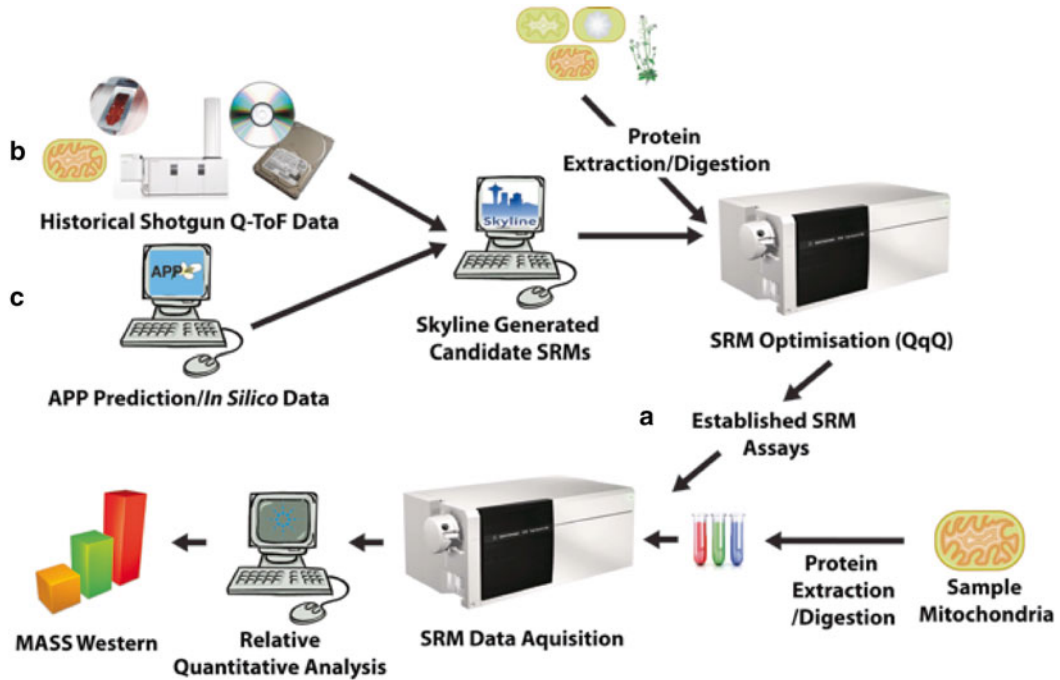 b
Historical Shotgun Q-ToF Data
Protein
Extraction/Digestion
Skyline
APP
c
Skyline Generated
Candidate SRMs
SRM Optimisation (QqQ)
APP Prediction/In Silico Data
a
Established SRM
Assays
Protein
Extraction
/Digestion
Sample
Mitochondria
SRM Data Aquisition
Relative
Quantitative Analysis
MASS Western